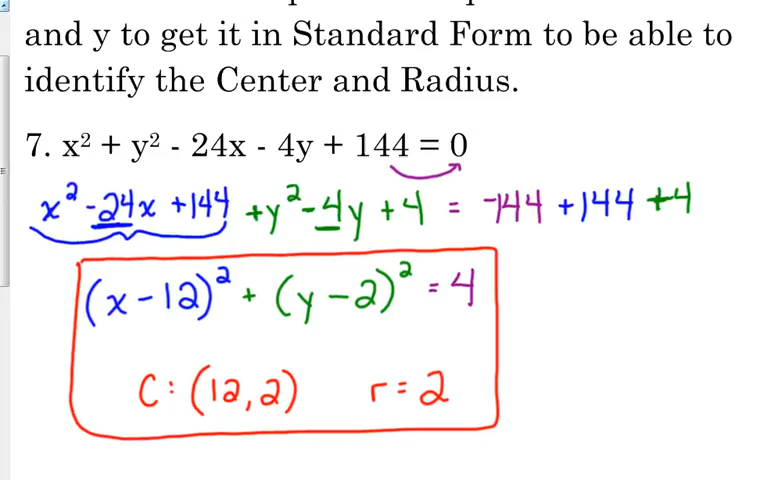 and y to get it in Standard Form to be able to
identify the Center and Radius.
7. x² + y² - 24x - 4y + 144 = 0
x² - 24x + 144 + y² - 4y + 4 = -144 + 144 + 4
(x - 12)² + (y - 2)² = 4
C: (12, 2) r = 2